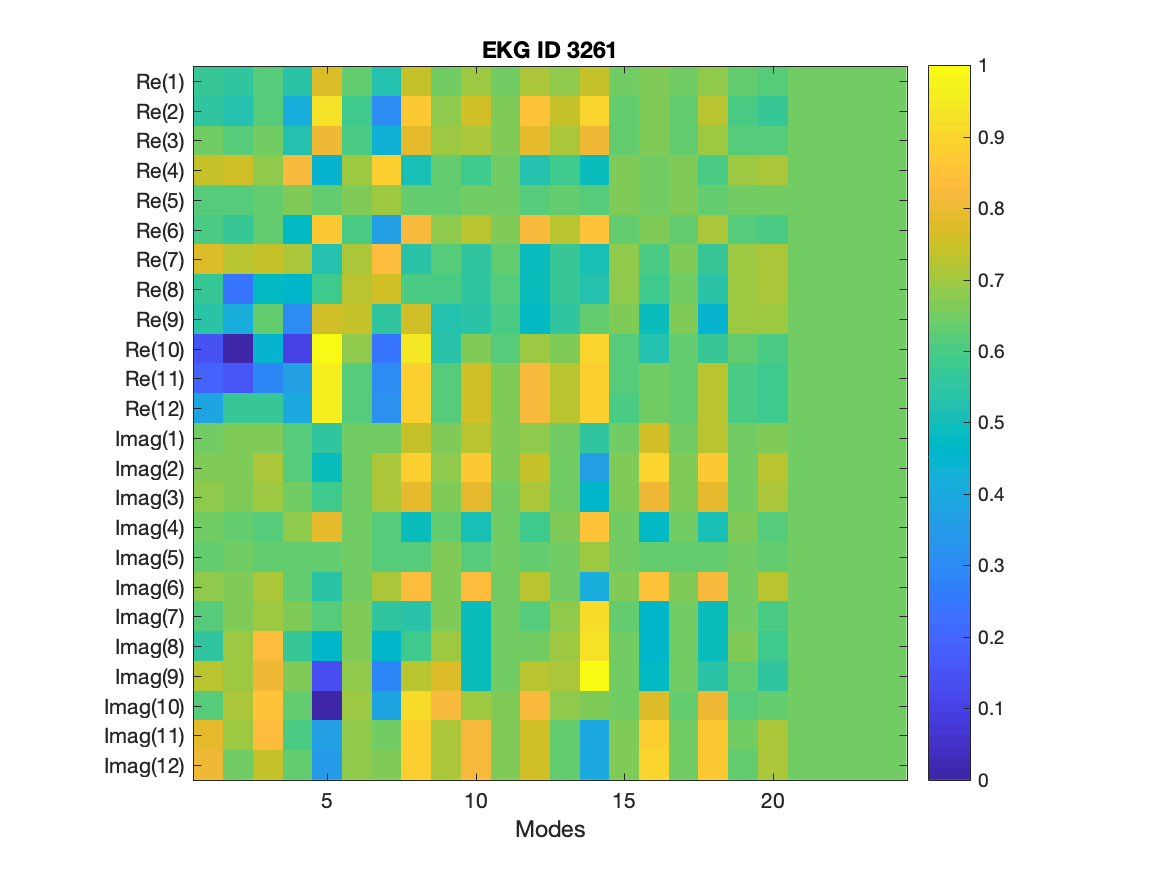 EKG ID 3261
Re(1)
Re(2)
Re(3)
Re(4)
Re(5)
Re(6)
Re(7)
Re(8)
Re(9)
Re(10)
Re(11)
Re(12)
Imag(1)
Imag(2)
Imag(3)
Imag(4)
Imag(5)
Imag(6)
Imag(7)
Imag(8)
Imag(9)
Imag(10)
Imag(11)
Imag(12)
5 10 15 20
Modes
1
0.9
0.8
0.7
0.6
0.5
0.4
0.3
0.2
0.1
0